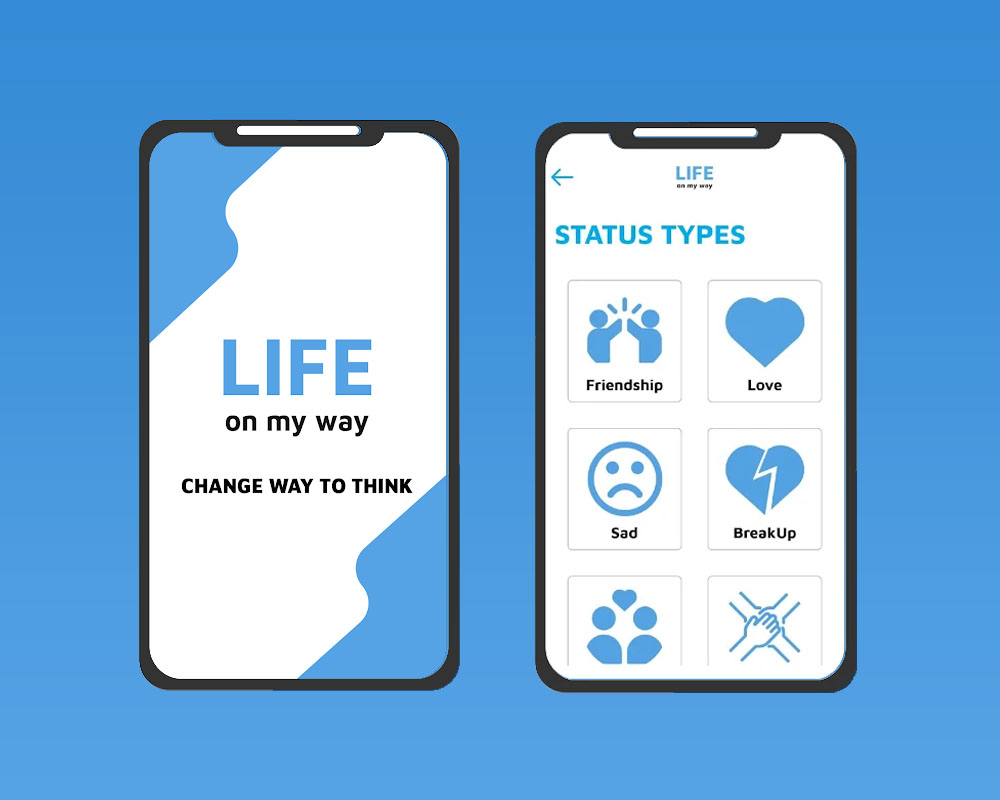 LIFE
on my way
CHANGE WAY TO THINK
LIFE
on my way
STATUS TYPES
Friendship
Love
Sad
BreakUp